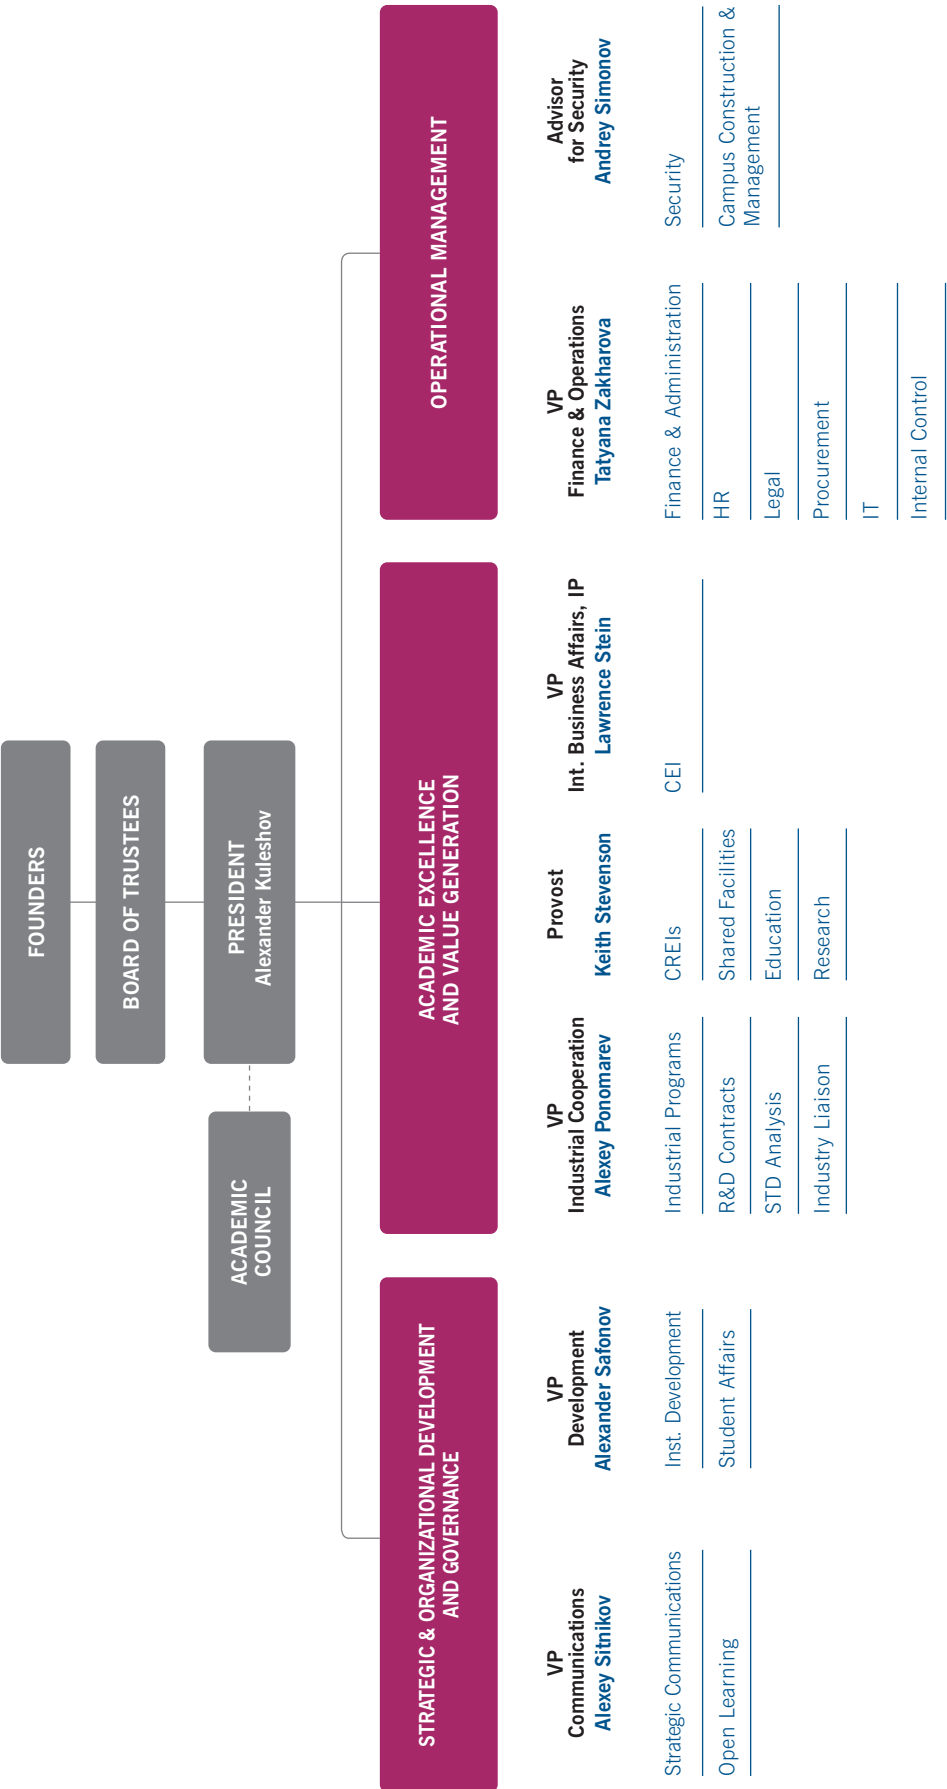 FOUNDERS
BOARD OF TRUSTEES
PRESIDENT
Alexander Kuleshov
ACADEMIC
COUNCIL
STRATEGIC & ORGANIZATIONAL DEVELOPMENT
AND GOVERNANCE
ACADEMIC EXCELLENCE
AND VALUE GENERATION
OPERATIONAL MANAGEMENT
VP
Communications
Alexey Sitnikov
Strategic Communications
Open Learning
VP
Development
Alexander Safonov
Inst. Development
Student Affairs
VP
Industrial Cooperation
Alexey Ponomarev
Industrial Programs
R&D Contracts
STD Analysis
Industry Liaison
Provost
Keith Stevenson
CREIs
Shared Facilities
Education
Research
VP
Int. Business Affairs, IP
Lawrence Stein
CEI
VP
Finance & Operations
Tatyana Zakharova
Finance & Administration
HR
Legal
Procurement
IT
Internal Control
Advisor
for Security
Andrey Simonov
Security
Campus Construction &
Management